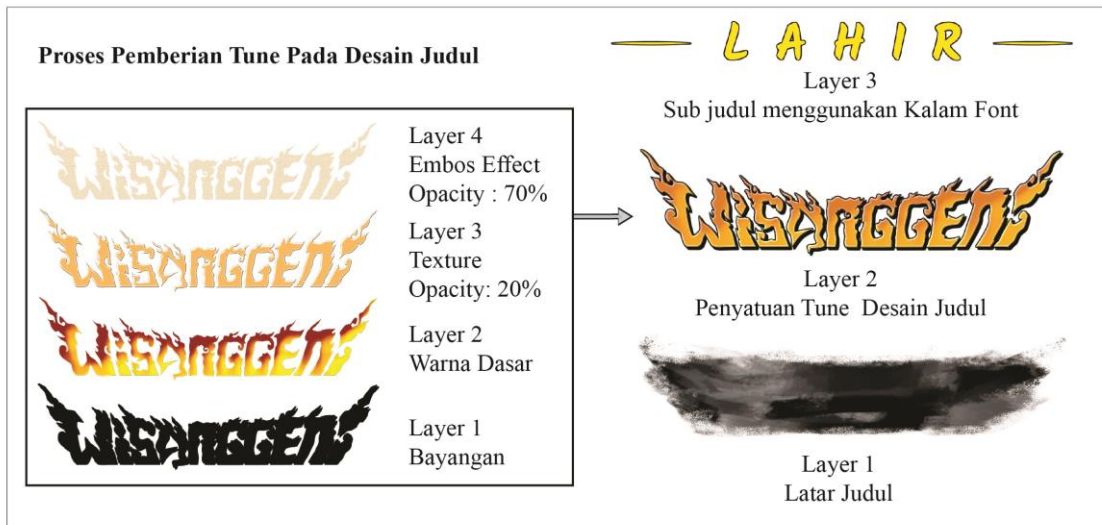 Proses Pemberian Tune Pada Desain Judul
WiSANGGENi
Layer 4
Embos Effect
Opacity : 70%
WiSANGGENi
Layer 3
Texture
Opacity: 20%
WiSANGGENi
Layer 2
Warna Dasar
WiSANGGENi
Layer 1
Bayangan
LAHIR
Layer 3
Sub judul menggunakan Kalam Font
WiSANGGENi
Layer 2
Penyatuan Tune Desain Judul
Layer 1
Latar Judul